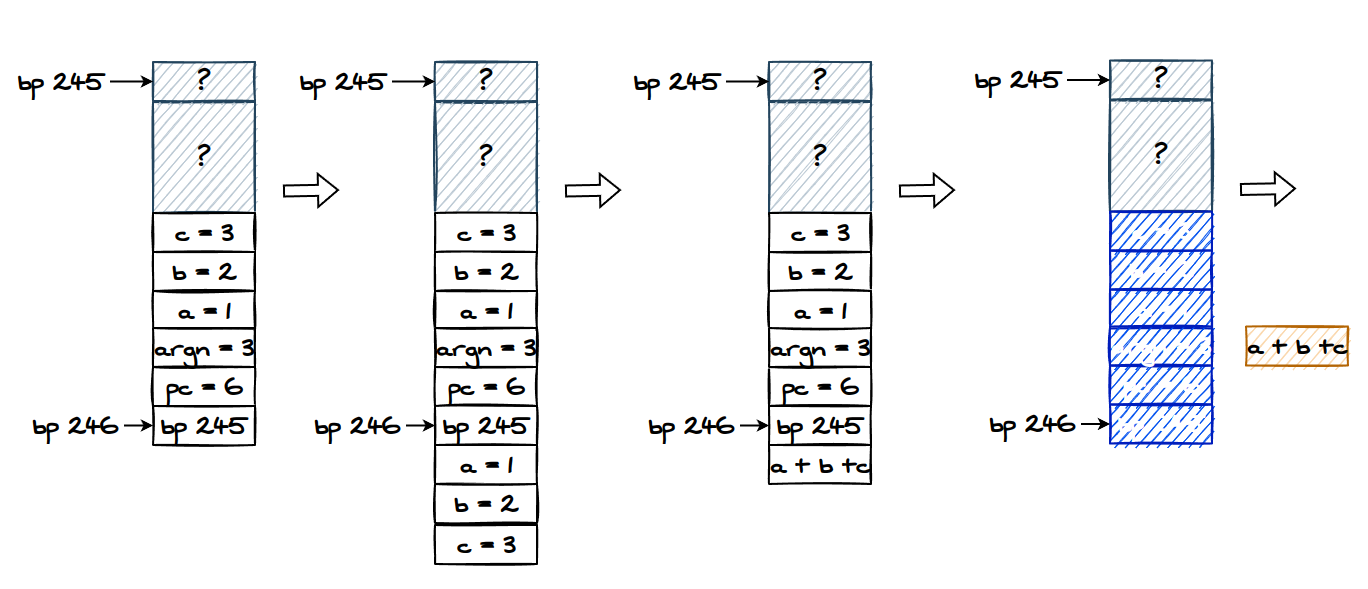 bp 245
?
?
c = 3
b = 2
a = 1
argn = 3
pc = 6
bp 246
bp 245
bp 245
?
?
c = 3
b = 2
a = 1
argn = 3
pc = 6
bp 246
bp 245
a = 1
b = 2
c = 3
bp 245
?
?
c = 3
b = 2
a = 1
argn = 3
pc = 6
bp 246
bp 245
a + b +c
bp 245
?
?
bp 246
a + b +c